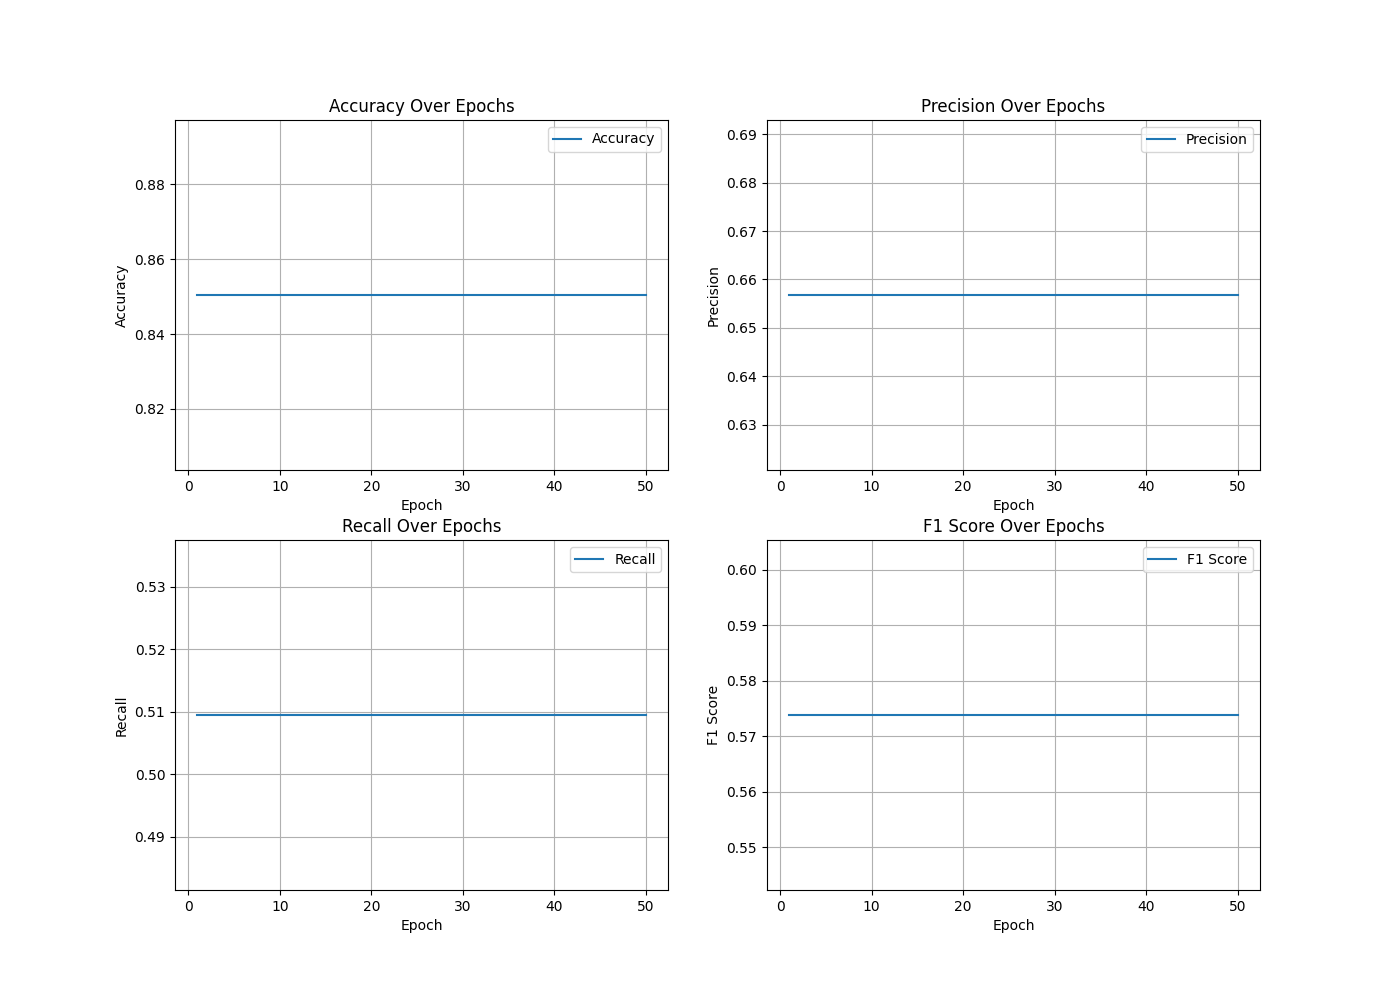 Accuracy Over Epochs
Accuracy
0.88
0.86
0.84
0.82
Accuracy
0 10 20 30 40 50
Epoch
Precision Over Epochs
Precision
0.69
0.68
0.67
0.66
0.65
0.64
0.63
Precision
0 10 20 30 40 50
Epoch
Recall Over Epochs
Recall
0.53
0.52
0.51
0.50
0.49
Recall
0 10 20 30 40 50
Epoch
F1 Score Over Epochs
F1 Score
0.60
0.59
0.58
0.57
0.56
0.55
F1 Score
0 10 20 30 40 50
Epoch